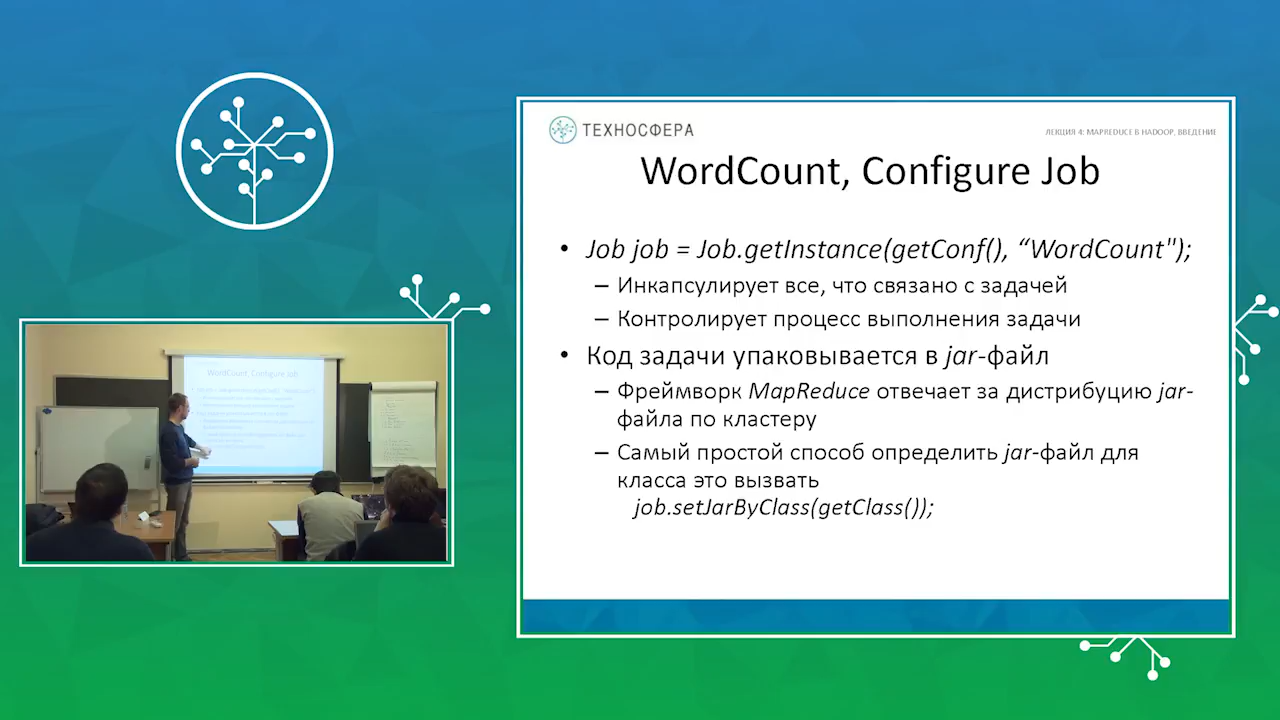 ТЕХНОСФЕРА
ЛЕКЦИЯ 4: MAPREDUCE В HADOOP, ВВЕДЕНИЕ
WordCount, Configure Job
• Job job = Job.getInstance(getConf(), “WordCount");
– Инкапсулирует все, что связано с задачей
– Контролирует процесс выполнения задачи
• Код задачи упаковывается в jar-файл
– Фреймворк MapReduce отвечает за дистрибуцию jar-
файла по кластеру
– Самый простой способ определить jar-файл для
класса это вызвать
job.setJarByClass(getClass());
WordCount, Configure Job